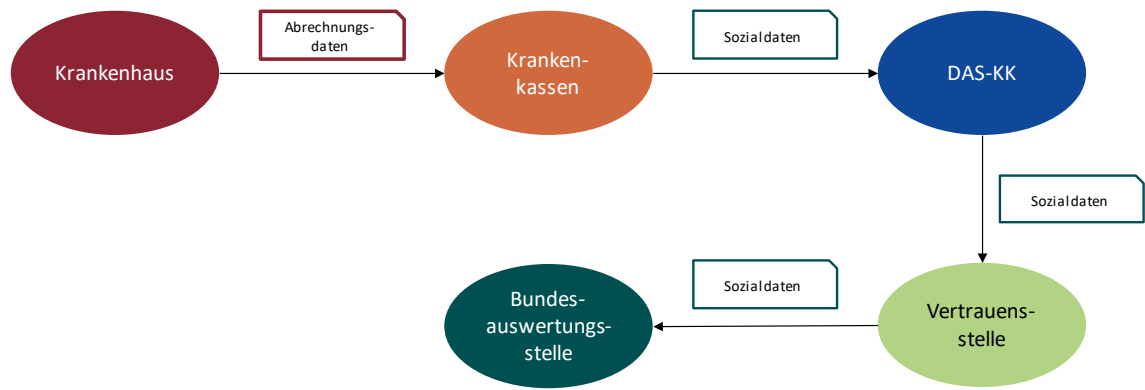 Krankenhaus
Abrechnungs-
daten
Kranken-
kassen
Sozialdaten
DAS-KK
Sozialdaten
Bundes-
auswertungs-
stelle
Sozialdaten
Vertrauens-
stelle